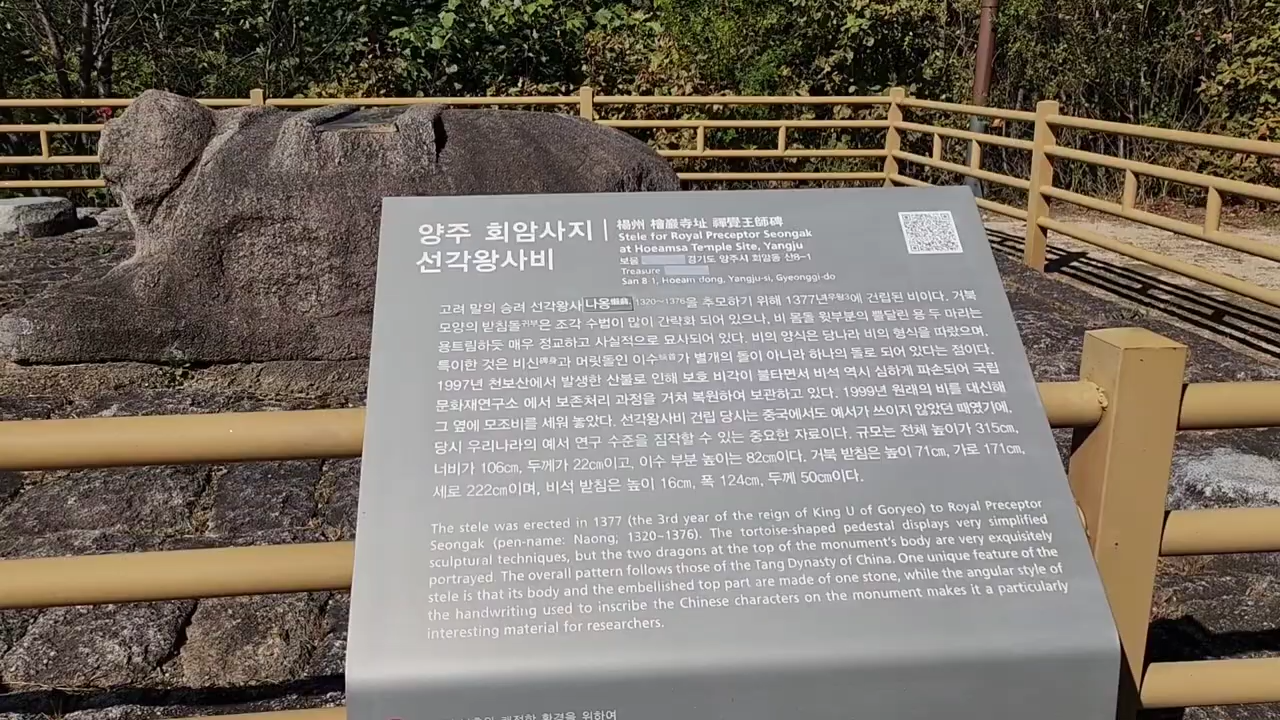 양주 회암사지
선각왕사비
楊州 檜巖寺址 禪覺王師碑
Stele for Royal Preceptor Seongak
at Hoeamsa Temple Site, Yangju
보물 경기도 양주시 회암동 산8-1
Treasure
San 8-1, Hoeam-dong, Yangju-si, Gyeonggi-do
고려 말의 승려 선각왕사 나옹 1320~1376을 추모하기 위해 1377년우왕3에 건립된 비이다. 거북
모양의 받침돌귀부은 조각 수법이 많이 간략화 되어 있으나, 비 몸돌 윗부분의 뺄달린 용 두 마리는
용트림하듯 매우 정교하고 사실적으로 묘사되어 있다. 비의 양식은 당나라 비의 형식을 따랐으며,
특이한 것은 비신碑身과 머릿돌인 이수螭首가 별개의 돌이 아니라 하나의 돌로 되어 있다는 점이다.
1997년 천보산에서 발생한 산불로 인해 보호 비각이 불타면서 비석 역시 심하게 파손되어 국립
문화재연구소 에서 보존처리 과정을 거쳐 복원하여 보관하고 있다. 1999년 원래의 비를 대신해
그 옆에 모조비를 세워 놓았다. 선각왕사비 건립 당시는 중국에서도 예서가 쓰이지 않았던 때였기에,
당시 우리나라의 예서 연구 수준을 짐작할 수 있는 중요한 자료이다. 규모는 전체 높이가 315㎝,
너비가 106㎝, 두께가 22㎝이고, 이수 부분 높이는 82㎝이다. 거북 받침은 높이 71㎝, 가로 171㎝,
세로 222㎝이며, 비석 받침은 높이 16㎝, 폭 124㎝, 두께 50㎝이다.
The stele was erected in 1377 (the 3rd year of the reign of King U of Goryeo) to Royal Preceptor
Seongak (pen-name: Naong; 1320~1376). The tortoise-shaped pedestal displays very simplified
sculptural techniques, but the two dragons at the top of the monument's body are very exquisitely
portrayed. The overall pattern follows those of the Tang Dynasty of China. One unique feature of the
stele is that its body and the embellished top part are made of one stone, while the angular style of
the handwriting used to inscribe the Chinese characters on the monument makes it a particularly
interesting material for researchers.
쾌적한 환경을 위하여